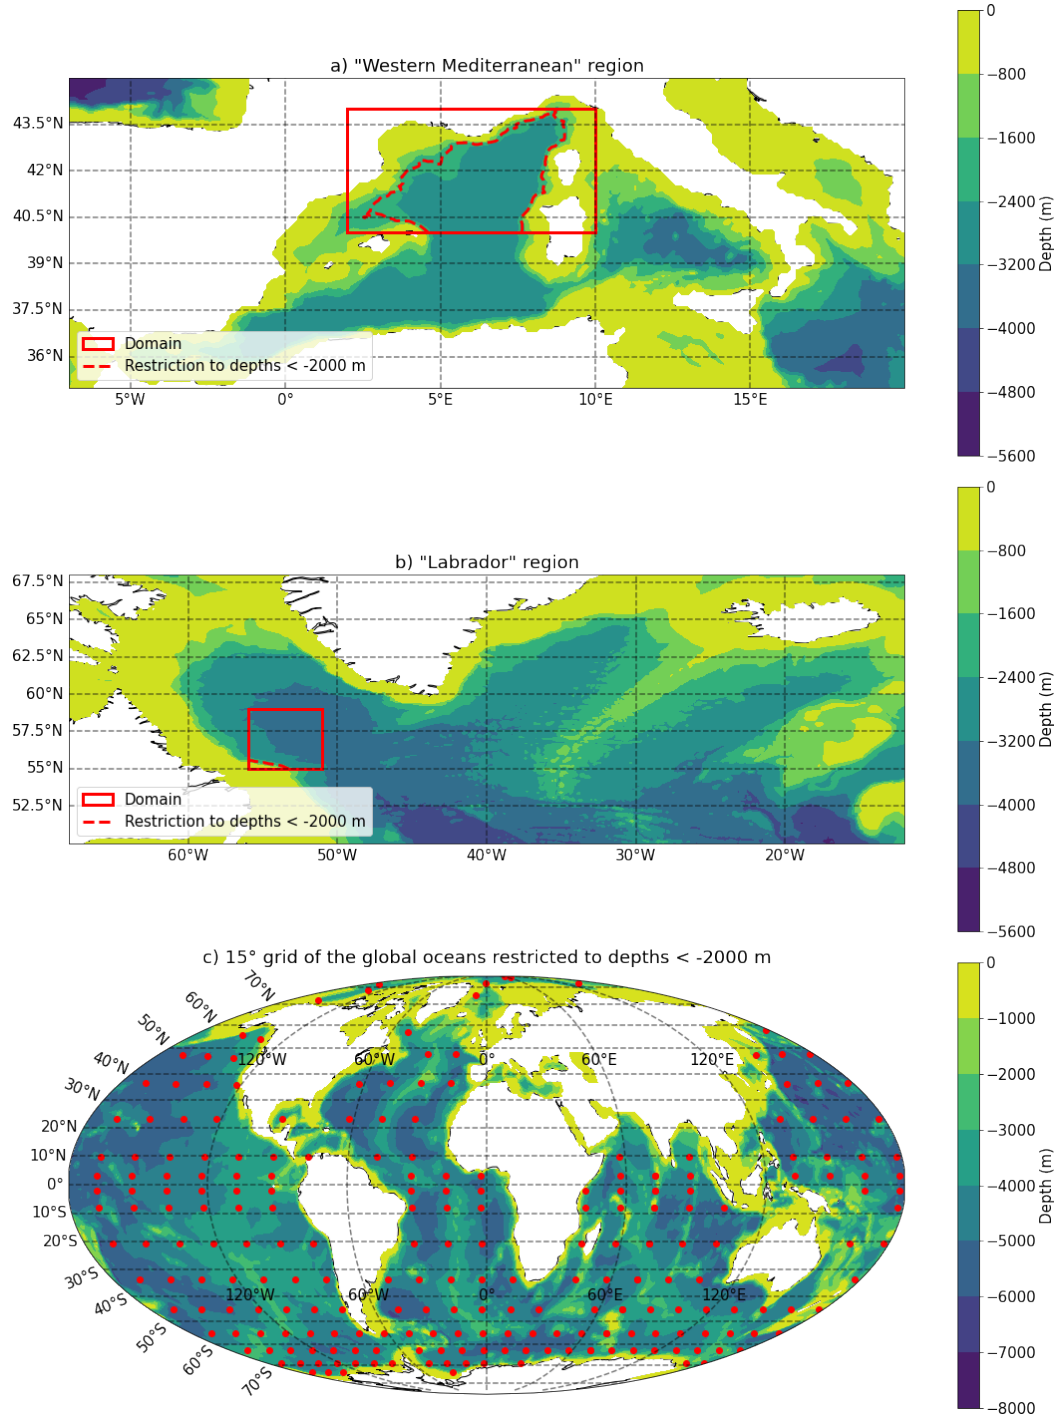 a) "Western Mediterranean" region
43.5°N
42°N
40.5°N
39°N
37.5°N
36°N
Domain
Restriction to depths < -2000 m
5°W
0°
5°E
10°E
15°E
0
−800
−1600
−2400
−3200
−4000
−4800
−5600
Depth (m)
b) "Labrador" region
67.5°N
65°N
62.5°N
60°N
57.5°N
55°N
52.5°N
Domain
Restriction to depths < -2000 m
60°W
50°W
40°W
30°W
20°W
0
−800
−1600
−2400
−3200
−4000
−4800
−5600
Depth (m)
c) 15° grid of the global oceans restricted to depths < -2000 m
70°N
60°N
50°N
40°N
30°N
20°N
10°N
0°
10°S
20°S
30°S
40°S
50°S
60°S
70°S
120°W
60°W
0°
60°E
120°E
120°W
60°W
0°
60°E
120°E
0
−1000
−2000
−3000
−4000
−5000
−6000
−7000
−8000
Depth (m)